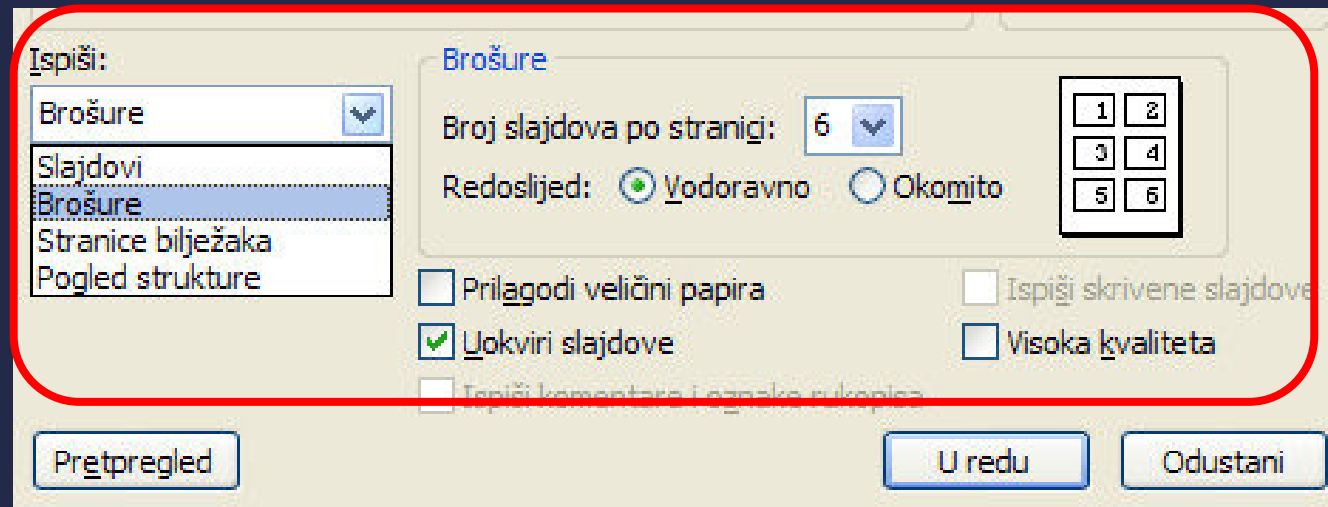 Ispiši:
Brošure
Slajdovi
Brošure
Stranice bilježaka
Pogled strukture
Brošure
Broj slajdova po stranici: 6
Redoslijed: Vodoravno Okomito
1 2
3 4
5 6
Prilagodi veličini papira Ispiši skrivene slajdove
Uokviri slajdove Visoka kvaliteta
Ispiši komentare i oznake rukopisa
Pretpregled U redu Odustani